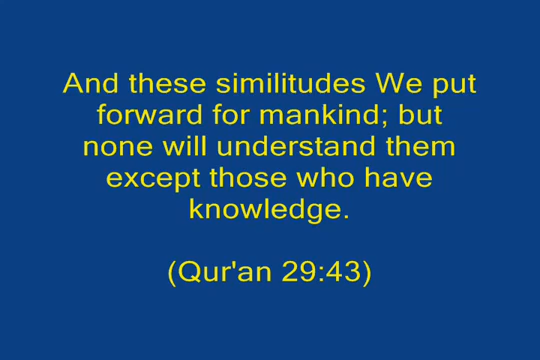 And these similitudes We put
forward for mankind; but
none will understand them
except those who have
knowledge.
(Qur'an 29:43)